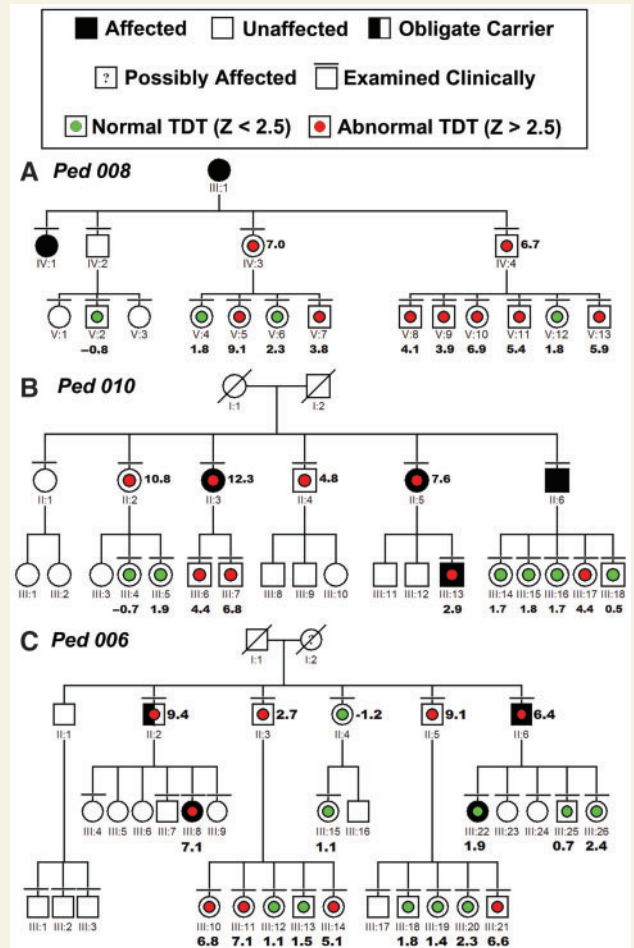 Affected Unaffected Obligate Carrier
? Possibly Affected Examined Clinically
Normal TDT (Z < 2.5) Abnormal TDT (Z > 2.5)
A Ped 008
III:1
7.0 6.7
IV:1 IV:2 IV:3 IV:4
V:1 V:2 V:3 V:4 V:5 V:6 V:7 V:8 V:9 V:10 V:11 V:12 V:13
−0.8 1.8 9.1 2.3 3.8 4.1 3.9 6.9 5.4 1.8 5.9
B Ped 010
I:1 I:2
10.8 12.3 4.8 7.6
II:1 II:2 II:3 II:4 II:5 II:6
III:1 III:2 III:3 III:4 III:5 III:6 III:7 III:8 III:9 III:10 III:11 III:12 III:13 III:14 III:15 III:16 III:17 III:18
−0.7 1.9 4.4 6.8 2.9 1.7 1.8 1.7 4.4 0.5
C Ped 006
?
I:1 I:2
9.4 2.7 -1.2 9.1 6.4
II:1 II:2 II:3 II:4 II:5 II:6
III:4 III:5 III:6 III:7 III:8 III:9 III:15 III:16 III:22 III:23 III:24 III:25 III:26
7.1 1.1 1.9 0.7 2.4
III:1 III:2 III:3 III:10 III:11 III:12 III:13 III:14 III:17 III:18 III:19 III:20 III:21
6.8 7.1 1.1 1.5 5.1 1.8 1.4 2.3 6.6